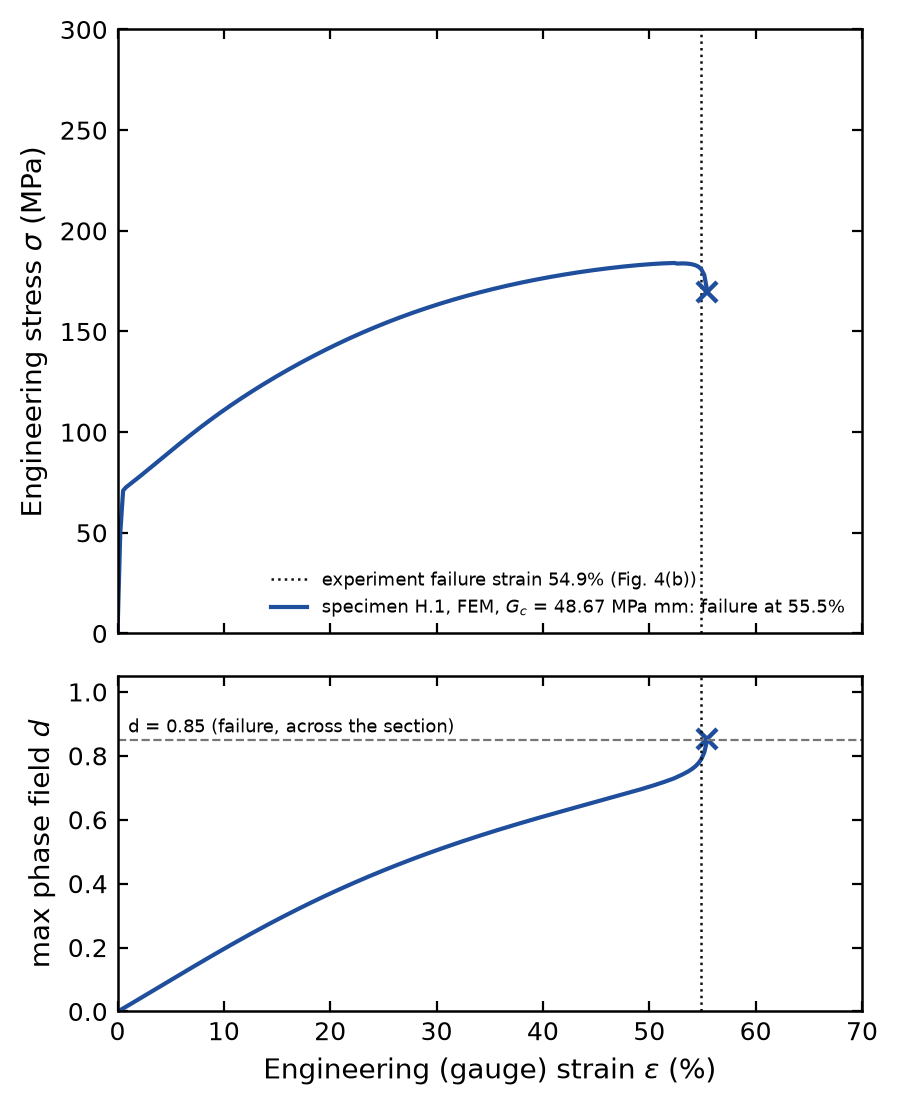 300
250
200
150
100
50
0
Engineering stress σ (MPa)
experiment failure strain 54.9% (Fig. 4(b))
specimen H.1, FEM, G_c = 48.67 MPa mm: failure at 55.5%
1.0
0.8
0.6
0.4
0.2
0.0
max phase field d
d = 0.85 (failure, across the section)
0 10 20 30 40 50 60 70
Engineering (gauge) strain ε (%)